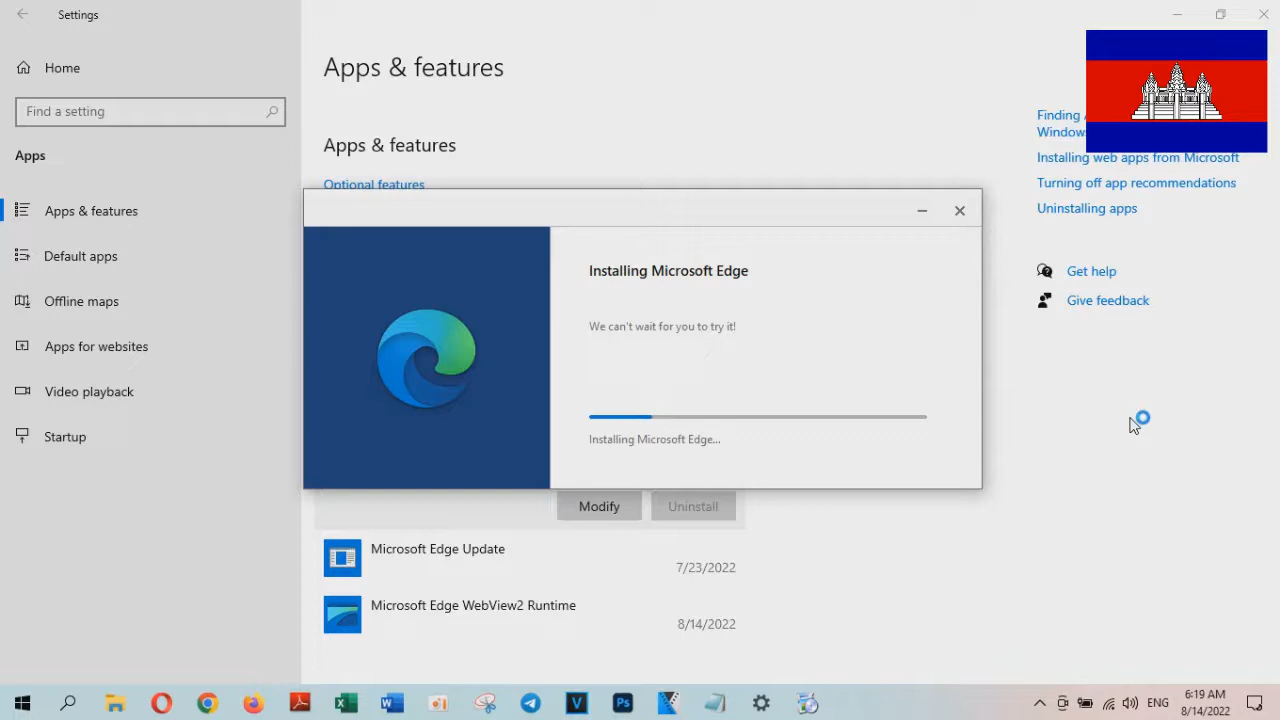 Settings
Home
Find a setting
Apps
Apps & features
Default apps
Offline maps
Apps for websites
Video playback
Startup
Apps & features
Apps & features
Optional features
Installing Microsoft Edge
We can't wait for you to try it!
Installing Microsoft Edge...
Modify
Uninstall
Microsoft Edge Update
7/23/2022
Microsoft Edge WebView2 Runtime
8/14/2022
Finding
Installing web apps from Microsoft
Turning off app recommendations
Uninstalling apps
Get help
Give feedback
ENG
6:19 AM
8/14/2022